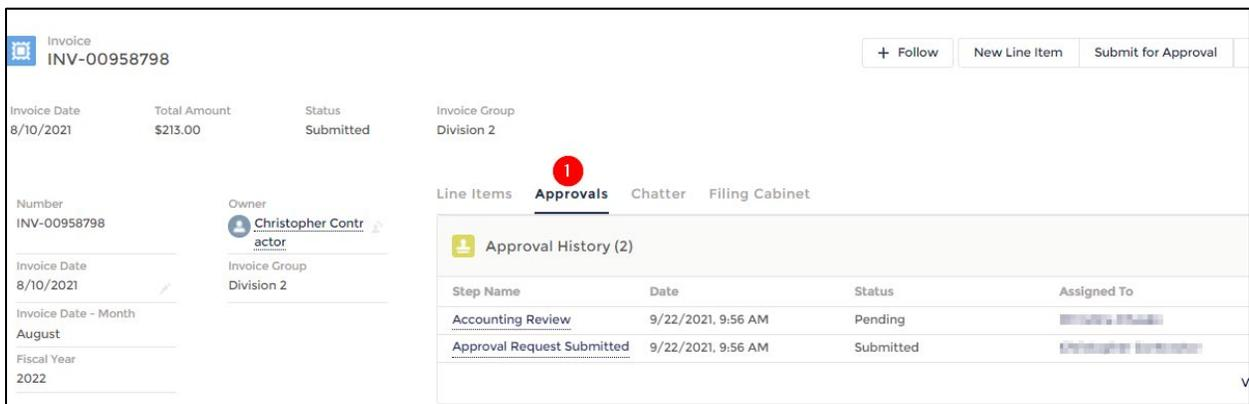 Invoice
INV-00958798
+ Follow New Line Item Submit for Approval
Invoice Date Total Amount Status Invoice Group
8/10/2021 $213.00 Submitted Division 2
1
Line Items Approvals Chatter Filing Cabinet
Number Owner
INV-00958798 Christopher Contr
actor
Approval History (2)
Invoice Date Invoice Group
8/10/2021 Division 2
Step Name Date Status Assigned To
Invoice Date - Month
August
Accounting Review 9/22/2021, 9:56 AM Pending
Approval Request Submitted 9/22/2021, 9:56 AM Submitted
Fiscal Year
2022
V